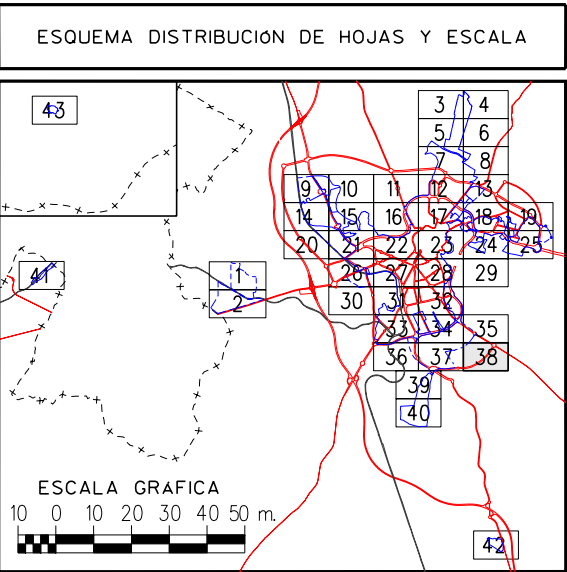 ESQUEMA DISTRIBUCIóN DE HOJAS Y ESCALA
43
3 4
5 6
7 8
9 10 11 12 13
14 15 16 17 18 19
20 21 22 23 24 25
41 1 26 27 28 29
2 30 31 32
33 34 35
36 37 38
39
40
ESCALA GRÁFICA
10 0 10 20 30 40 50 m.
42